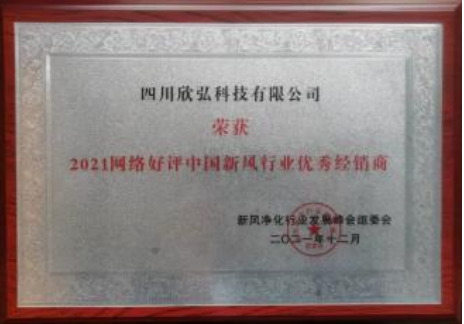 四川欣弘科技有限公司
荣获
2021网络好评中国新风行业优秀经销商
新风净化行业发展峰会组委会
二〇二一年十二月